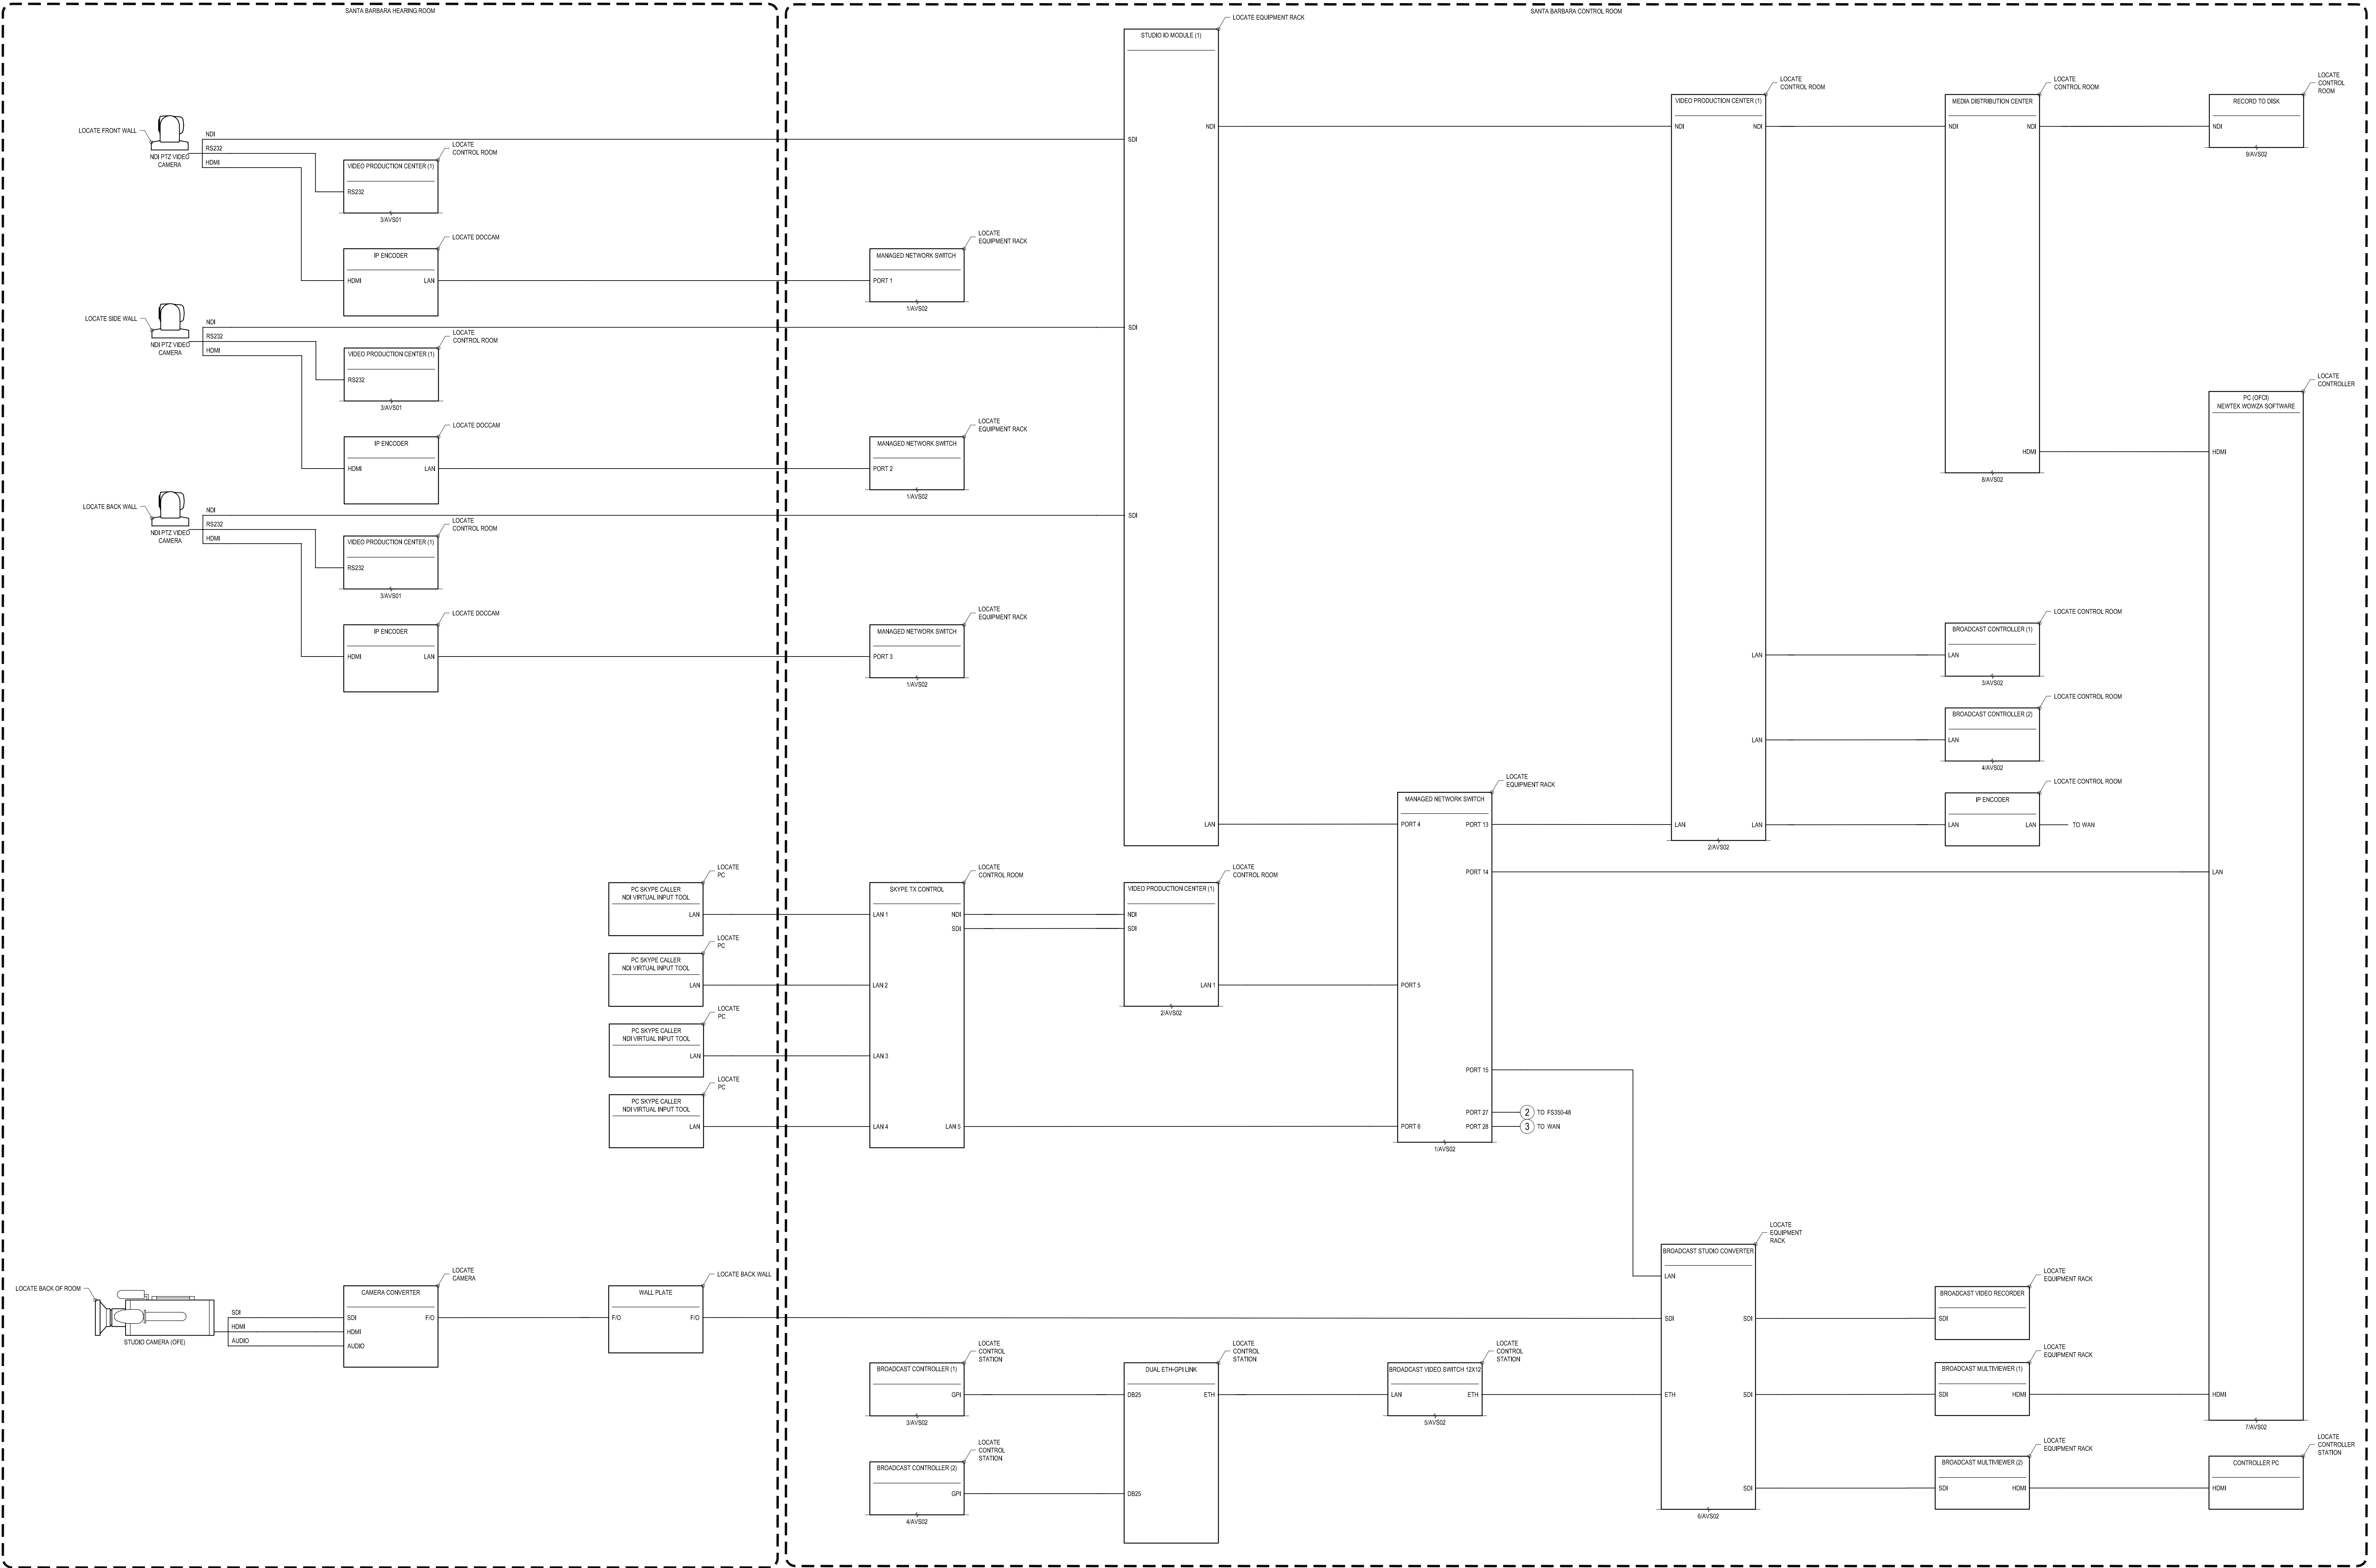 SANTA BARBARA HEARING ROOM
LOCATE FRONT WALL
NDI PTZ VIDEO
CAMERA
NDI
RS232
HDMI
LOCATE
CONTROL ROOM
VIDEO PRODUCTION CENTER (1)
RS232
3/AVS01
LOCATE DOCCAM
IP ENCODER
HDMI
LAN
LOCATE SIDE WALL
NDI PTZ VIDEO
CAMERA
NDI
RS232
HDMI
LOCATE
CONTROL ROOM
VIDEO PRODUCTION CENTER (1)
RS232
3/AVS01
LOCATE DOCCAM
IP ENCODER
HDMI
LAN
LOCATE BACK WALL
NDI PTZ VIDEO
CAMERA
NDI
RS232
HDMI
LOCATE
CONTROL ROOM
VIDEO PRODUCTION CENTER (1)
RS232
3/AVS01
LOCATE DOCCAM
IP ENCODER
HDMI
LAN
LOCATE
PC
PC SKYPE CALLER
NDI VIRTUAL INPUT TOOL
LAN
LOCATE
PC
PC SKYPE CALLER
NDI VIRTUAL INPUT TOOL
LAN
LOCATE
PC
PC SKYPE CALLER
NDI VIRTUAL INPUT TOOL
LAN
LOCATE
PC
PC SKYPE CALLER
NDI VIRTUAL INPUT TOOL
LAN
LOCATE BACK OF ROOM
STUDIO CAMERA (OFE)
SDI
HDMI
AUDIO
LOCATE
CAMERA
CAMERA CONVERTER
SDI
F/O
HDMI
AUDIO
LOCATE BACK WALL
WALL PLATE
F/O
F/O
SANTA BARBARA CONTROL ROOM
LOCATE EQUIPMENT RACK
STUDIO IO MODULE (1)
NDI
SDI
SDI
SDI
LAN
LOCATE
EQUIPMENT RACK
MANAGED NETWORK SWITCH
PORT 1
1/AVS02
LOCATE
EQUIPMENT RACK
MANAGED NETWORK SWITCH
PORT 2
1/AVS02
LOCATE
EQUIPMENT RACK
MANAGED NETWORK SWITCH
PORT 3
1/AVS02
LOCATE
CONTROL ROOM
VIDEO PRODUCTION CENTER (1)
NDI
NDI
LAN
LAN
LAN
LAN
2/AVS02
LOCATE
CONTROL ROOM
MEDIA DISTRIBUTION CENTER
NDI
NDI
HDMI
8/AVS02
LOCATE
CONTROL
ROOM
RECORD TO DISK
NDI
9/AVS02
LOCATE
CONTROLLER
PC (OFCI)
NEWTEK WOWZA SOFTWARE
HDMI
LAN
HDMI
7/AVS02
LOCATE CONTROL ROOM
BROADCAST CONTROLLER (1)
LAN
3/AVS02
LOCATE CONTROL ROOM
BROADCAST CONTROLLER (2)
LAN
4/AVS02
LOCATE CONTROL ROOM
IP ENCODER
LAN
LAN
TO WAN
LOCATE
EQUIPMENT RACK
MANAGED NETWORK SWITCH
PORT 4
PORT 13
PORT 14
PORT 5
PORT 15
PORT 27
2
TO FS350-48
PORT 6
PORT 28
3
TO WAN
1/AVS02
LOCATE
CONTROL ROOM
SKYPE TX CONTROL
LAN 1
NDI
SDI
LAN 2
LAN 3
LAN 4
LAN 5
LOCATE
CONTROL ROOM
VIDEO PRODUCTION CENTER (1)
NDI
SDI
LAN 1
2/AVS02
LOCATE
EQUIPMENT
RACK
BROADCAST STUDIO CONVERTER
LAN
SDI
SDI
ETH
SDI
SDI
6/AVS02
LOCATE
EQUIPMENT RACK
BROADCAST VIDEO RECORDER
SDI
LOCATE
EQUIPMENT RACK
BROADCAST MULTIVIEWER (1)
SDI
HDMI
LOCATE
EQUIPMENT RACK
BROADCAST MULTIVIEWER (2)
SDI
HDMI
LOCATE
CONTROLLER
STATION
CONTROLLER PC
HDMI
LOCATE
CONTROL
STATION
BROADCAST CONTROLLER (1)
GPI
3/AVS02
LOCATE
CONTROL
STATION
BROADCAST CONTROLLER (2)
GPI
4/AVS02
LOCATE
CONTROL
STATION
DUAL ETH-GPI LINK
DB25
ETH
DB25
LOCATE
CONTROL
STATION
BROADCAST VIDEO SWITCH 12X12
LAN
ETH
5/AVS02